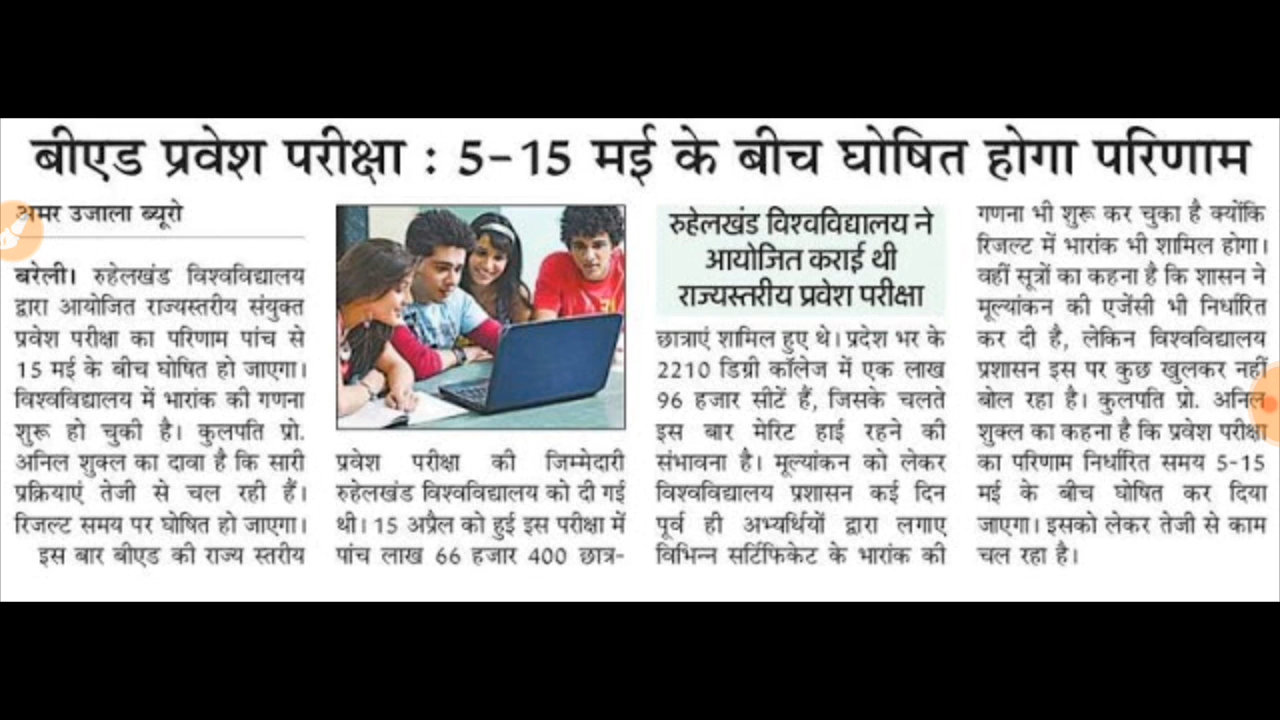 बीएड प्रवेश परीक्षा : 5-15 मई के बीच घोषित होगा परिणाम
अमर उजाला ब्यूरो
बरेली। रुहेलखंड विश्वविद्यालय
द्वारा आयोजित राज्यस्तरीय संयुक्त
प्रवेश परीक्षा का परिणाम पांच से
15 मई के बीच घोषित हो जाएगा।
विश्वविद्यालय में भारांक की गणना
शुरू हो चुकी है। कुलपति प्रो.
अनिल शुक्ल का दावा है कि सारी
प्रक्रियाएं तेजी से चल रही हैं।
रिजल्ट समय पर घोषित हो जाएगा।
इस बार बीएड की राज्य स्तरीय
प्रवेश परीक्षा की जिम्मेदारी
रुहेलखंड विश्वविद्यालय को दी गई
थी। 15 अप्रैल को हुई इस परीक्षा में
पांच लाख 66 हजार 400 छात्र-
रुहेलखंड विश्वविद्यालय ने
आयोजित कराई थी
राज्यस्तरीय प्रवेश परीक्षा
छात्राएं शामिल हुए थे। प्रदेश भर के
2210 डिग्री कॉलेज में एक लाख
96 हजार सीटें हैं, जिसके चलते
इस बार मेरिट हाई रहने की
संभावना है। मूल्यांकन को लेकर
विश्वविद्यालय प्रशासन कई दिन
पूर्व ही अभ्यर्थियों द्वारा लगाए
विभिन्न सर्टिफिकेट के भारांक की
गणना भी शुरू कर चुका है क्योंकि
रिजल्ट में भारांक भी शामिल होगा।
वहीं सूत्रों का कहना है कि शासन ने
मूल्यांकन की एजेंसी भी निर्धारित
कर दी है, लेकिन विश्वविद्यालय
प्रशासन इस पर कुछ खुलकर नहीं
बोल रहा है। कुलपति प्रो. अनिल
शुक्ल का कहना है कि प्रवेश परीक्षा
का परिणाम निर्धारित समय 5-15
मई के बीच घोषित कर दिया
जाएगा। इसको लेकर तेजी से काम
चल रहा है।